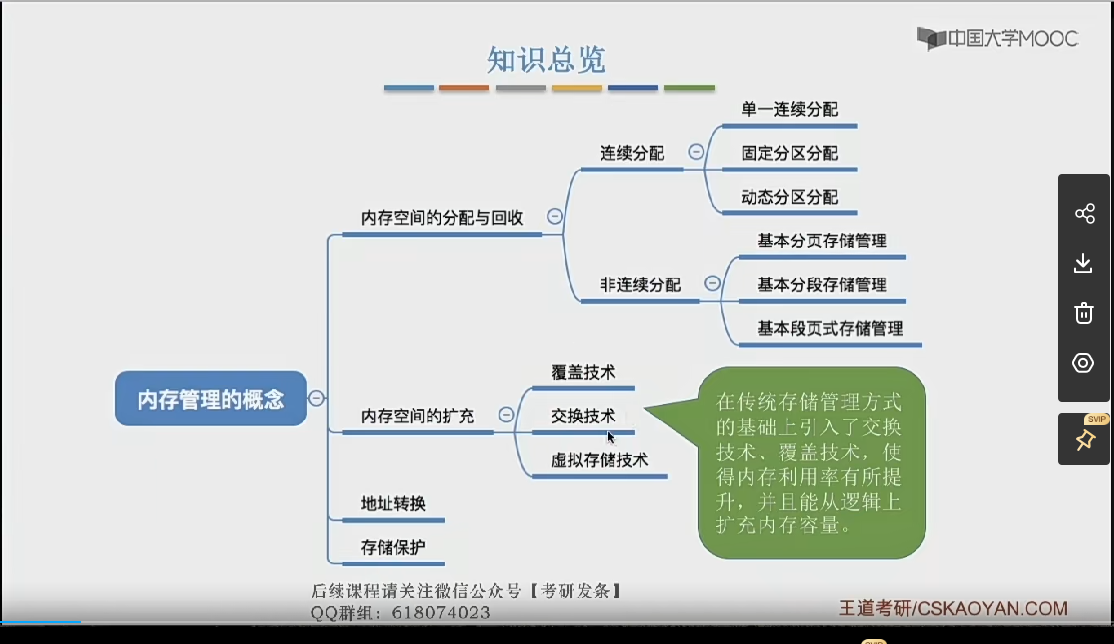 中国大学MOOC
知识总览
单一连续分配
连续分配
固定分区分配
动态分区分配
内存空间的分配与回收
基本分页存储管理
非连续分配
基本分段存储管理
基本段页式存储管理
覆盖技术
内存管理的概念
内存空间的扩充
交换技术
虚拟存储技术
在传统存储管理方式
的基础上引入了交换
技术、覆盖技术，使
得内存利用率有所提
升，并且能从逻辑上
扩充内存容量。
SVIP
地址转换
存储保护
后续课程请关注微信公众号【考研发条】
QQ群组：618074023
王道考研/CSKAOYAN.COM
SVIP